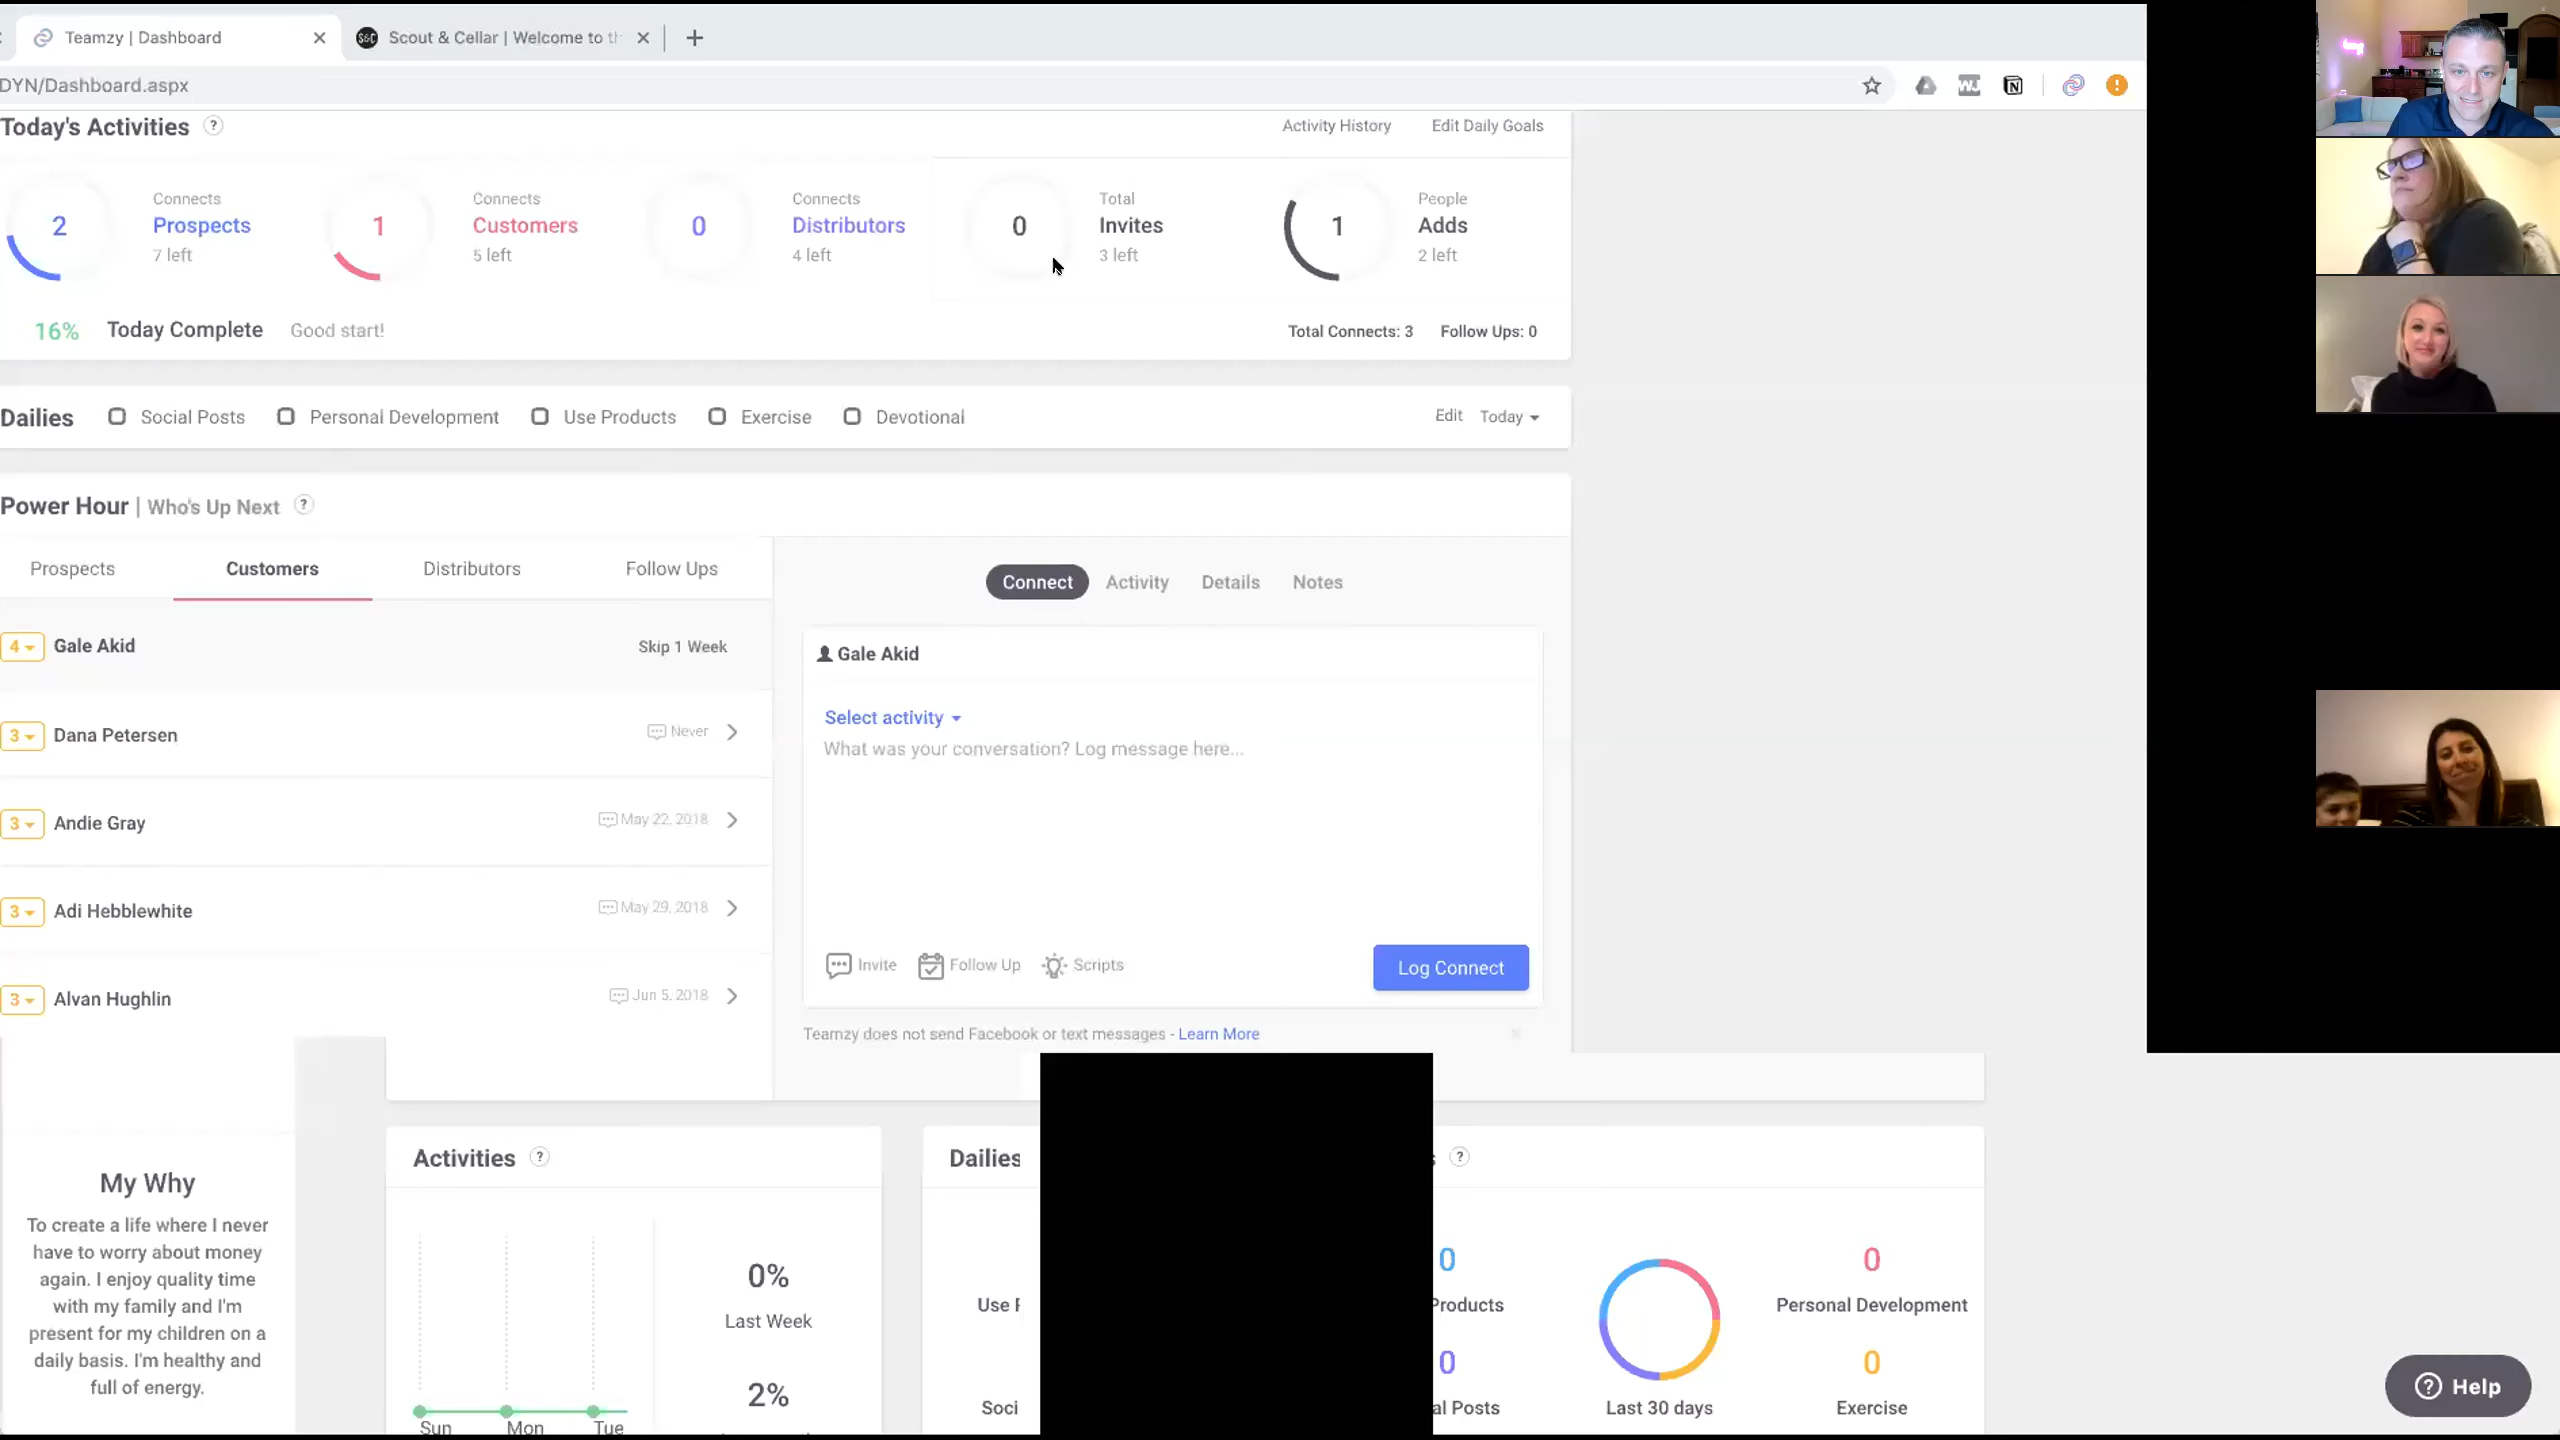 Teamzy | Dashboard
Scout & Cellar | Welcome to th
DYN/Dashboard.aspx
Today's Activities ?
Activity History Edit Daily Goals
2 Connects Prospects 7 left
1 Connects Customers 5 left
0 Connects Distributors 4 left
0 Total Invites 3 left
1 People Adds 2 left
16% Today Complete Good start!
Total Connects: 3 Follow Ups: 0
Dailies Social Posts Personal Development Use Products Exercise Devotional Edit Today
Power Hour | Who's Up Next ?
Prospects Customers Distributors Follow Ups
4 Gale Akid Skip 1 Week
3 Dana Petersen Never
3 Andie Gray May 22, 2018
3 Adi Hebblewhite May 29, 2018
3 Alvan Hughlin Jun 5, 2018
Connect Activity Details Notes
Gale Akid
Select activity
What was your conversation? Log message here...
Invite Follow Up Scripts Log Connect
Teamzy does not send Facebook or text messages - Learn More
My Why
To create a life where I never
have to worry about money
again. I enjoy quality time
with my family and I'm
present for my children on a
daily basis. I'm healthy and
full of energy.
Activities ?
0%
Last Week
2%
Sun Mon Tue
Dailies
?
Use
Soci
0
Products
0
al Posts
Last 30 days
0
Personal Development
0
Exercise
? Help